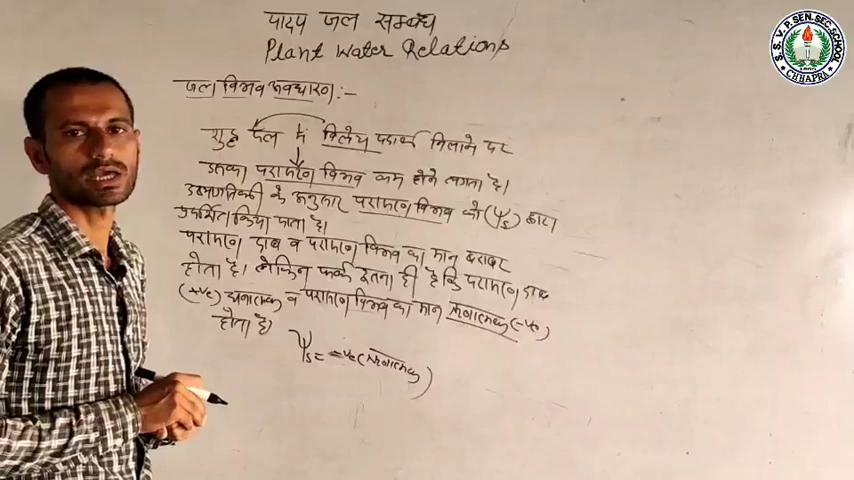 पादप जल सम्बंध
Plant Water Relations
जल विभव अवधारणा :-
शुद्ध जल में विलेय पदार्थ मिलाने पर
उसका परासरण विभव कम होने लगता है।
उष्मागतिकी के अनुसार परासरण विभव को (Ψs) द्वारा
प्रदर्शित किया जाता है।
परासरण दाब व परासरण विभव का मान बराबर
होता है। लेकिन फर्क इतना ही है कि परासरण दाब
(+ve) धनात्मक व परासरण विभव का मान ऋणात्मक (-ve)
होता है।
Ψs = -ve (ऋणात्मक)
S.S.V.P.SEN.SEC.SCHOOL
CHHAPRA